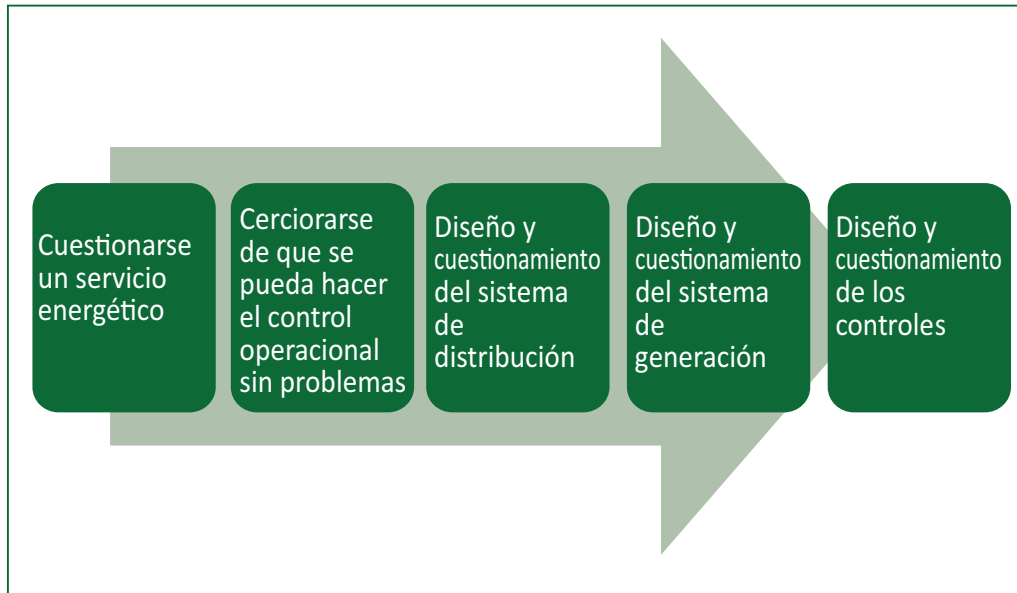 Cuestionarse
un servicio
energético
Cerciorarse
de que se
pueda hacer
el control
operacional
sin problemas
Diseño y
cuestionamiento
del sistema
de
distribución
Diseño y
cuestionamiento
del sistema
de
generación
Diseño y
cuestionamiento
de los
controles